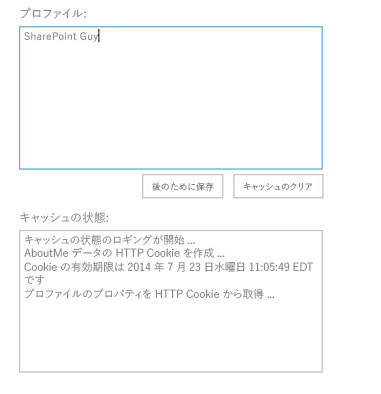 プロファイル:
SharePoint Guy
後のために保存
キャッシュのクリア
キャッシュの状態:
キャッシュの状態のロギングが開始 ...
AboutMe データの HTTP Cookie を作成 ...
Cookie の有効期限は 2014 年 7 月 23 日水曜日 11:05:49 EDT
です
プロファイルのプロパティを HTTP Cookie から取得 ...